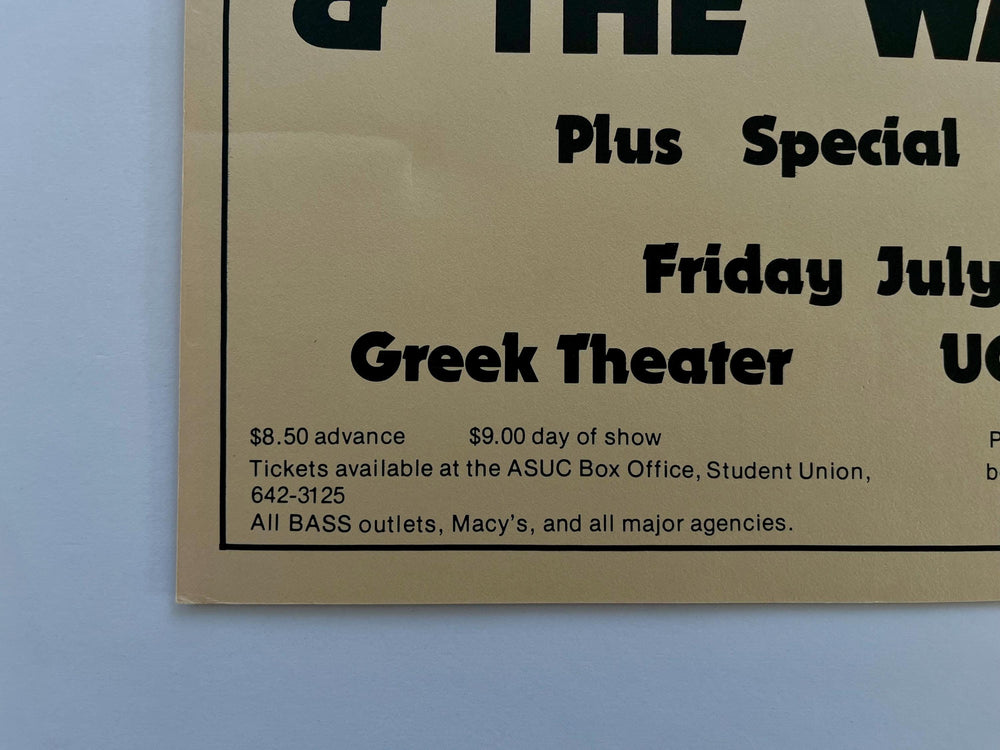 & THE WA
Plus Special
Friday July
Greek Theater UC
$8.50 advance $9.00 day of show P
Tickets available at the ASUC Box Office, Student Union, b
642-3125
All BASS outlets, Macy's, and all major agencies.